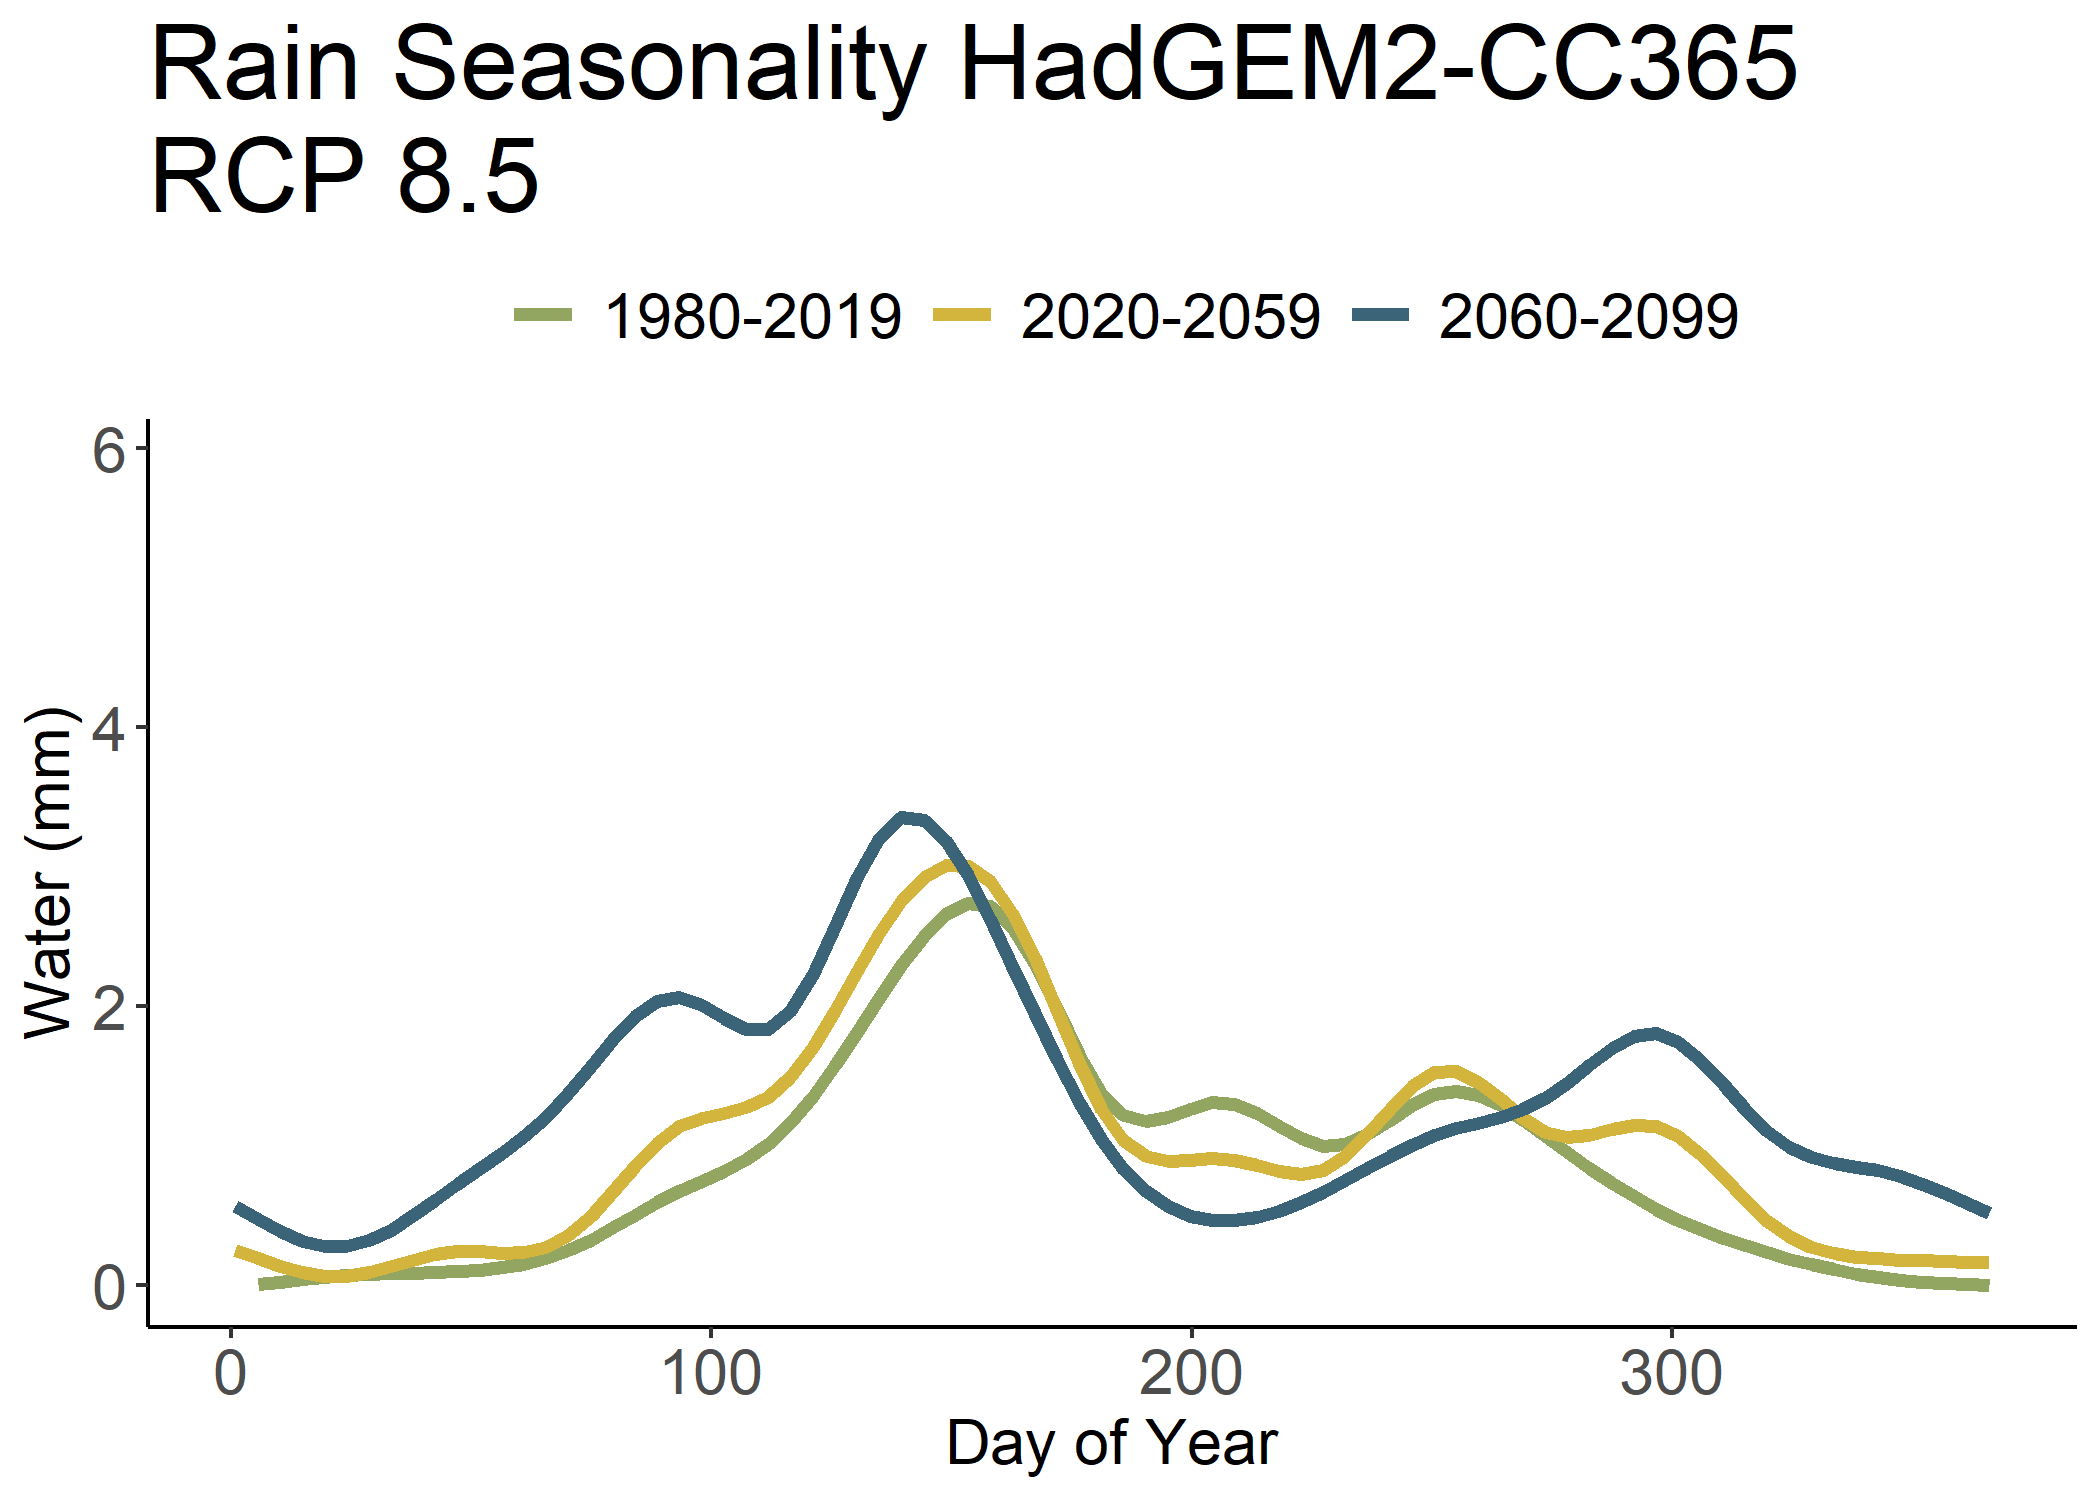 Rain Seasonality HadGEM2-CC365
RCP 8.5
1980-2019 2020-2059 2060-2099
6
4
2
0
Water (mm)
0 100 200 300
Day of Year